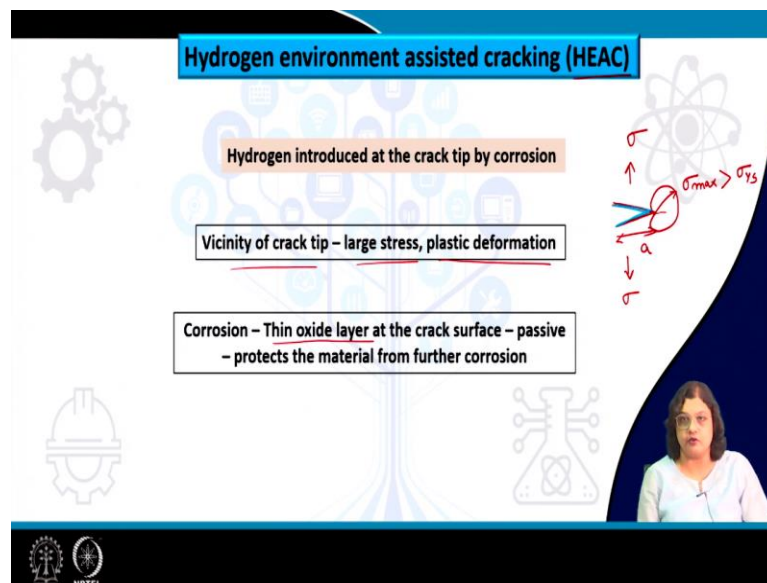 Hydrogen environment assisted cracking (HEAC)
Hydrogen introduced at the crack tip by corrosion
σ
σmax > σys
a
σ
Vicinity of crack tip – large stress, plastic deformation
Corrosion – Thin oxide layer at the crack surface – passive
– protects the material from further corrosion
NPTEL